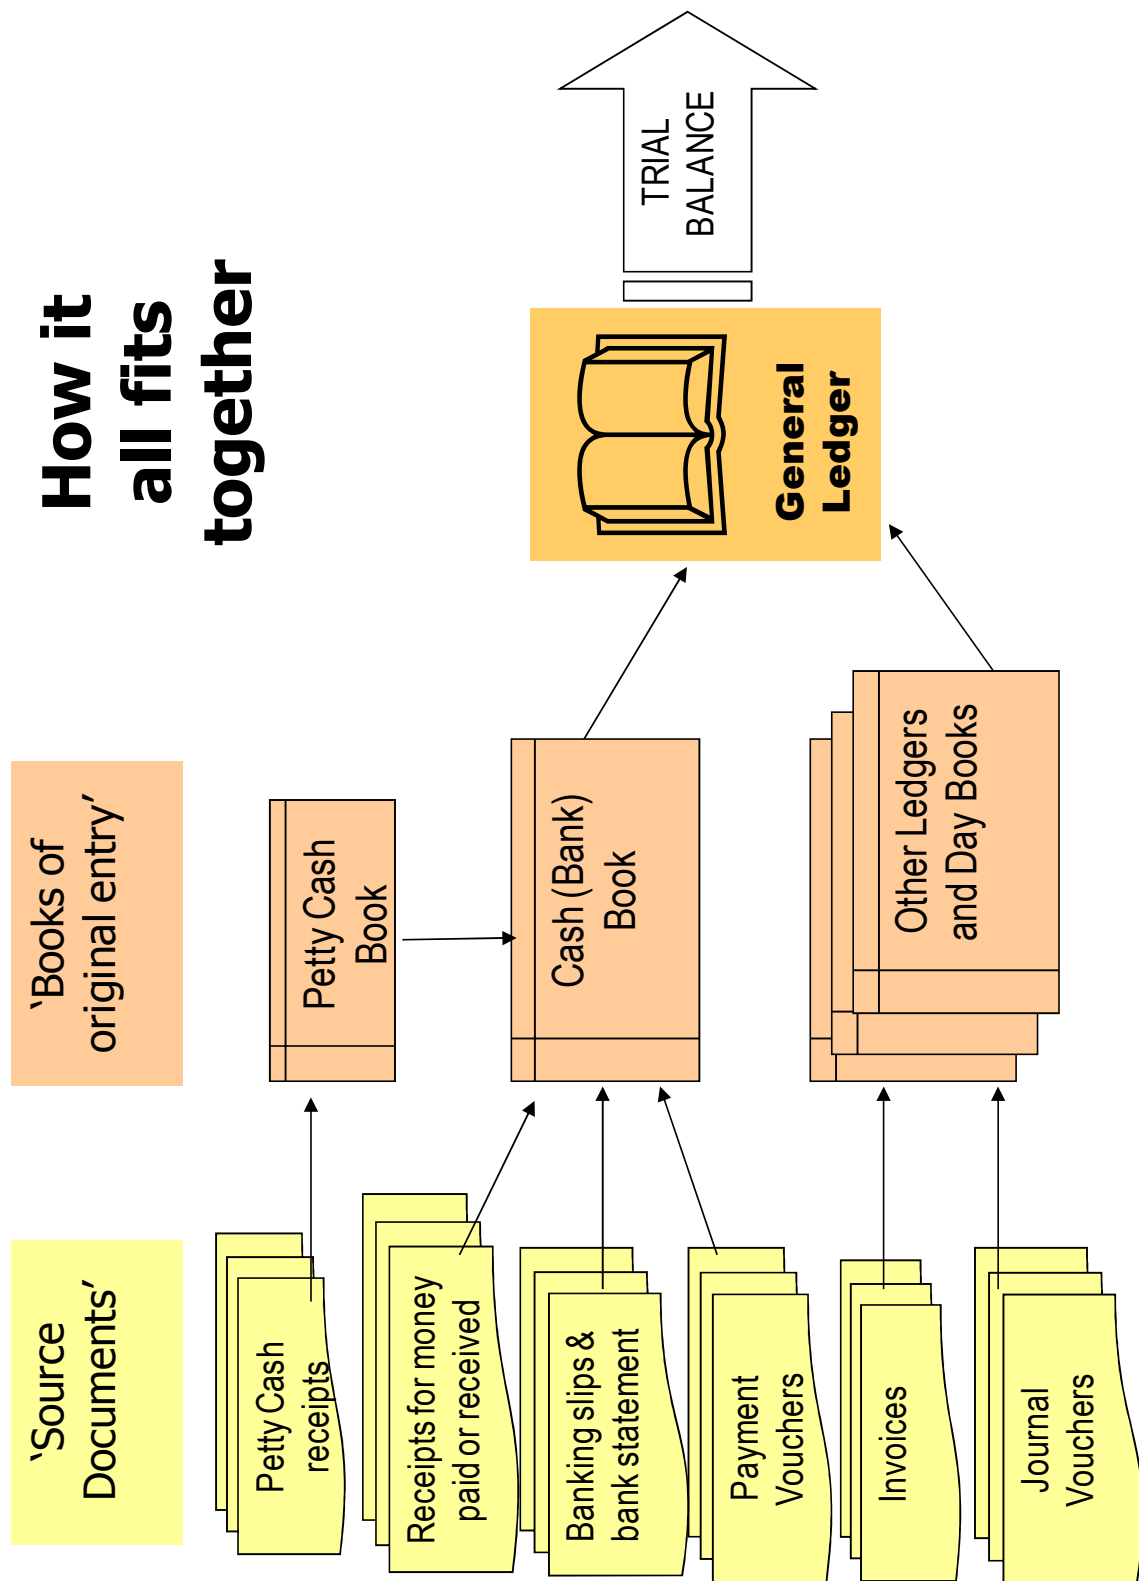 How it
all fits
together
‘Source
Documents’
‘Books of
original entry’
Petty Cash
receipts
Petty Cash
Book
Receipts for money
paid or received
Banking slips &
bank statement
Payment
Vouchers
Cash (Bank)
Book
Invoices
Journal
Vouchers
Other Ledgers
and Day Books
General
Ledger
TRIAL
BALANCE